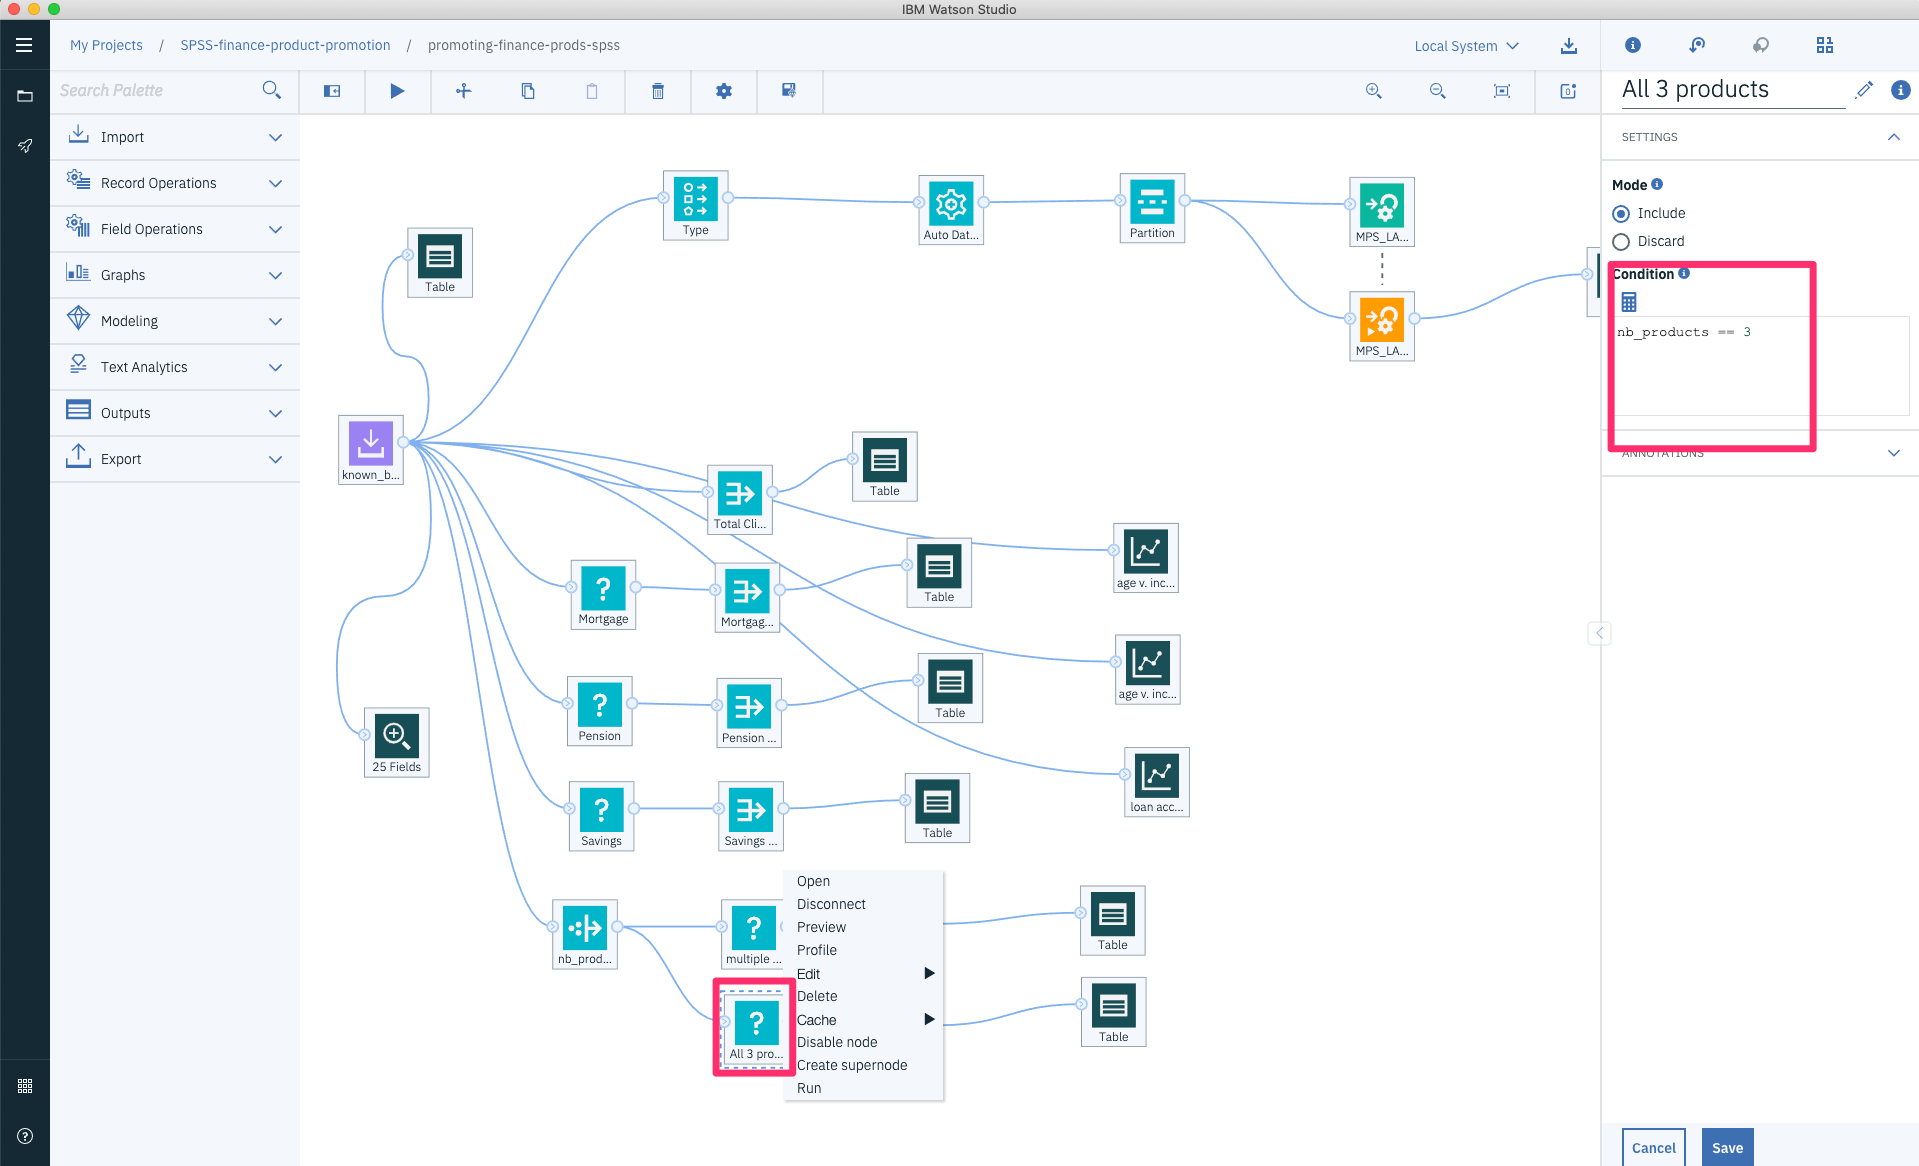 IBM Watson Studio
My Projects / SPSS-finance-product-promotion / promoting-finance-prods-spss
Local System
Search Palette
Import
Record Operations
Field Operations
Graphs
Modeling
Text Analytics
Outputs
Export
Table
Type
Auto Dat...
Partition
MPS_LA...
MPS_LA...
known_b...
Total Cli...
Table
Table
age v. inc...
Mortgage
Mortgag...
age v. inc...
Table
Pension
Pension ...
25 Fields
loan acc...
Savings
Savings ...
Table
nb_prod...
multiple ...
Table
All 3 pro...
Table
Open
Disconnect
Preview
Profile
Edit
Delete
Cache
Disable node
Create supernode
Run
All 3 products
SETTINGS
Mode
Include
Discard
Condition
nb_products == 3
ANNOTATIONS
Cancel
Save